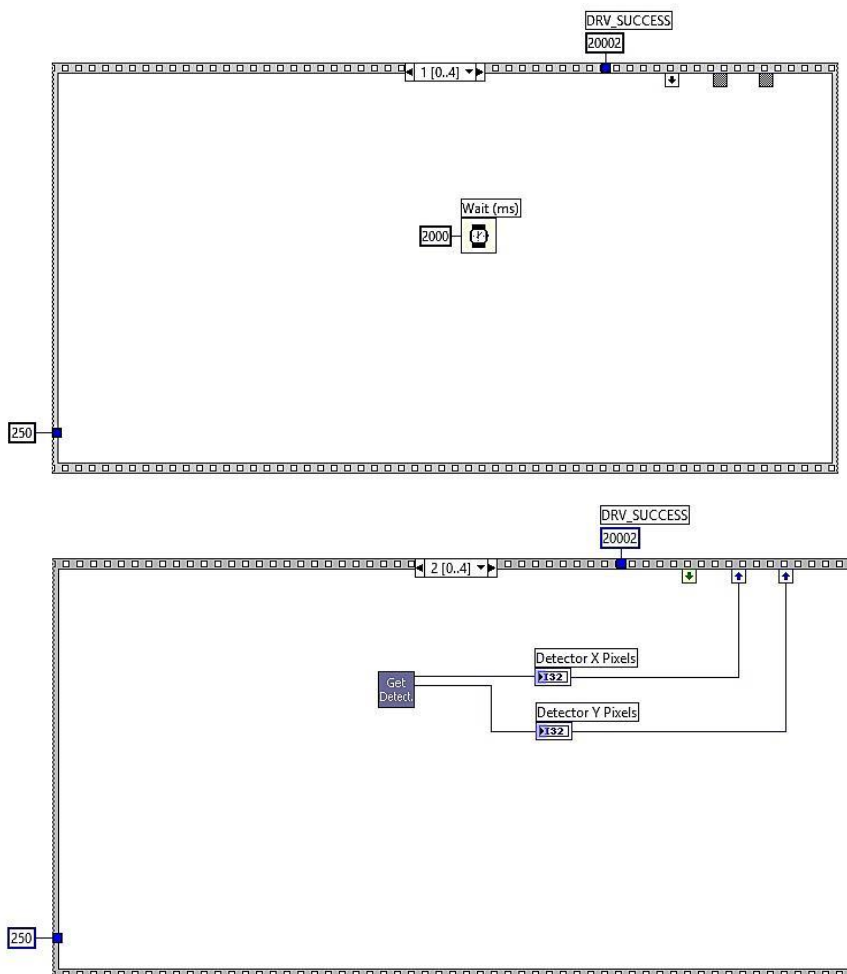 DRV_SUCCESS
20002
1 [0..4]
Wait (ms)
2000
250
DRV_SUCCESS
20002
2 [0..4]
Detector X Pixels
Get
Detect.
I32
Detector Y Pixels
I32
250